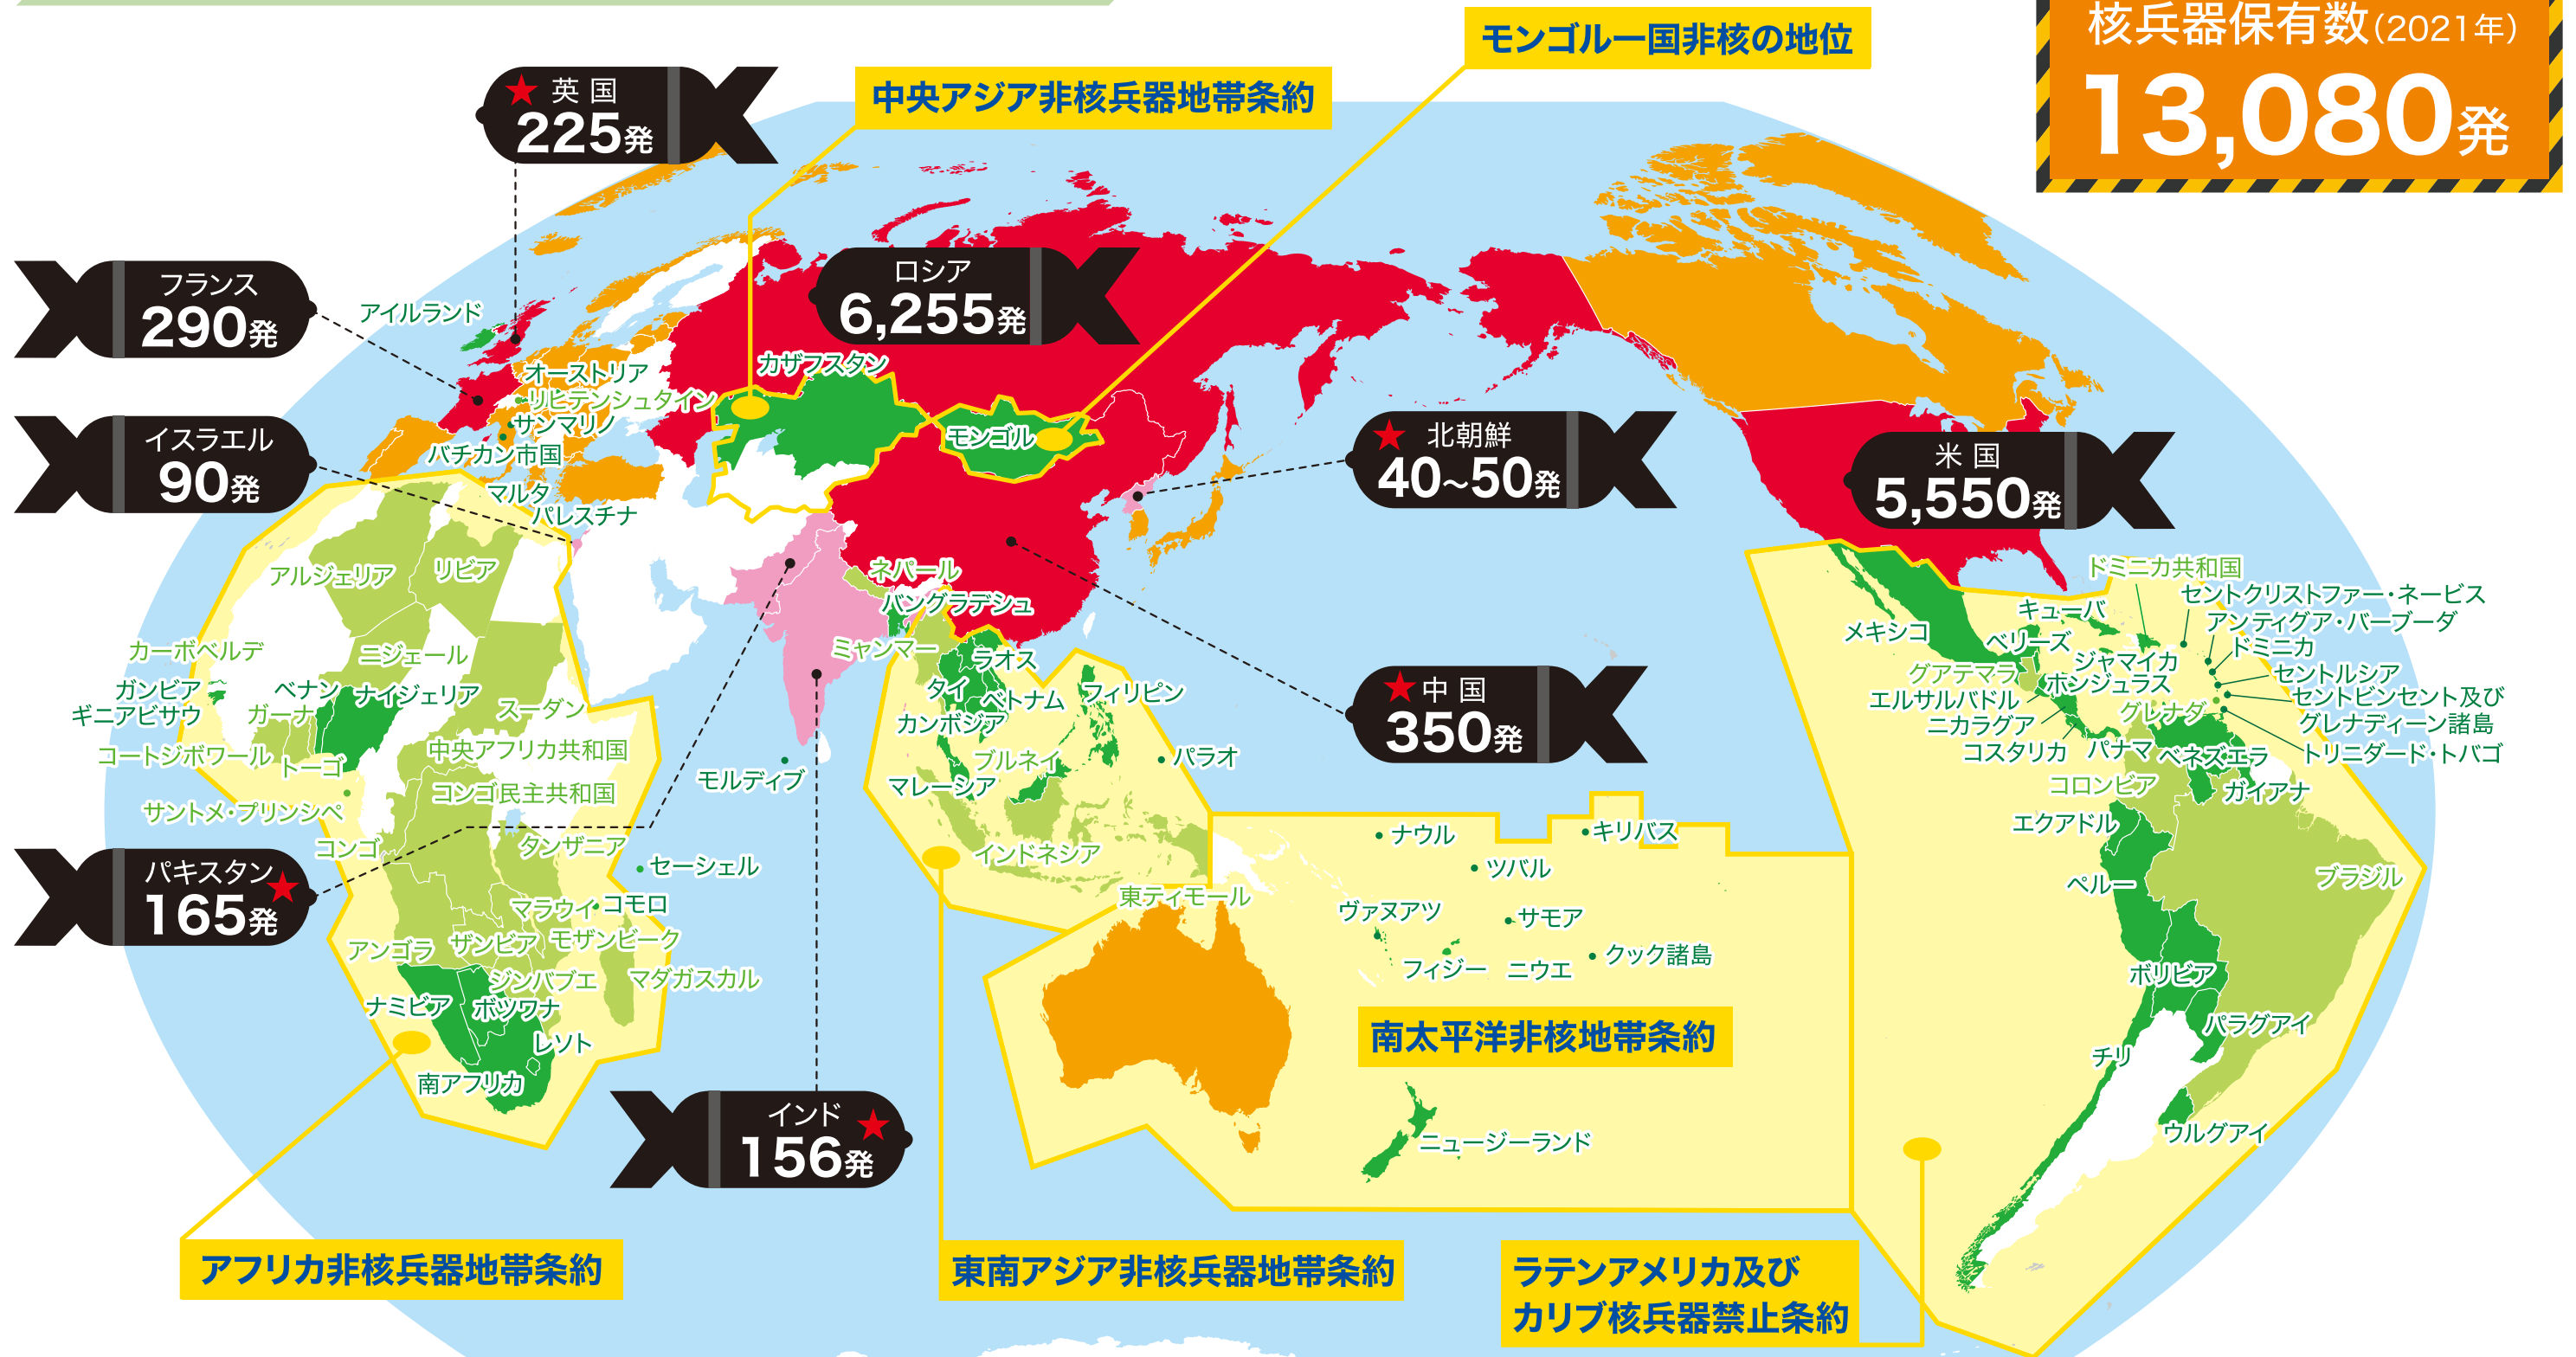 核兵器保有数(2021年)
13,080発
モンゴル一国非核の地位
中央アジア非核兵器地帯条約
英国
225発
フランス
290発
アイルランド
ロシア
6,255発
カザフスタン
オーストリア
リヒテンシュタイン
サンマリノ
バチカン市国
イスラエル
90発
マルタ
パレスチナ
モンゴル
北朝鮮
40～50発
米国
5,550発
アルジェリア
リビア
ネパール
バングラデシュ
ミャンマー
ラオス
タイ
ベトナム
カンボジア
フィリピン
中国
350発
ドミニカ共和国
セントクリストファー・ネービス
アンティグア・バーブーダ
ドミニカ
セントルシア
セントビンセント及び
グレナディーン諸島
トリニダード・トバゴ
キューバ
メキシコ
ベリーズ
ジャマイカ
グアテマラ
ホンジュラス
エルサルバドル
ニカラグア
グレナダ
コスタリカ
パナマ
ベネズエラ
コロンビア
ガイアナ
エクアドル
ペルー
ブラジル
ボリビア
パラグアイ
チリ
ウルグアイ
カーボベルデ
ニジェール
ガンビア
ギニアビサウ
ベナン
ナイジェリア
ガーナ
スーダン
コートジボワール
トーゴ
中央アフリカ共和国
コンゴ民主共和国
サントメ・プリンシペ
コンゴ
タンザニア
モルディブ
ブルネイ
マレーシア
パラオ
インドネシア
東ティモール
セーシェル
パキスタン
165発
マラウイ
コモロ
アンゴラ
ザンビア
モザンビーク
ジンバブエ
マダガスカル
ナミビア
ボツワナ
レソト
南アフリカ
インド
156発
ナウル
キリバス
ツバル
ヴァヌアツ
サモア
フィジー
ニウエ
クック諸島
南太平洋非核地帯条約
ニュージーランド
アフリカ非核兵器地帯条約
東南アジア非核兵器地帯条約
ラテンアメリカ及び
カリブ核兵器禁止条約